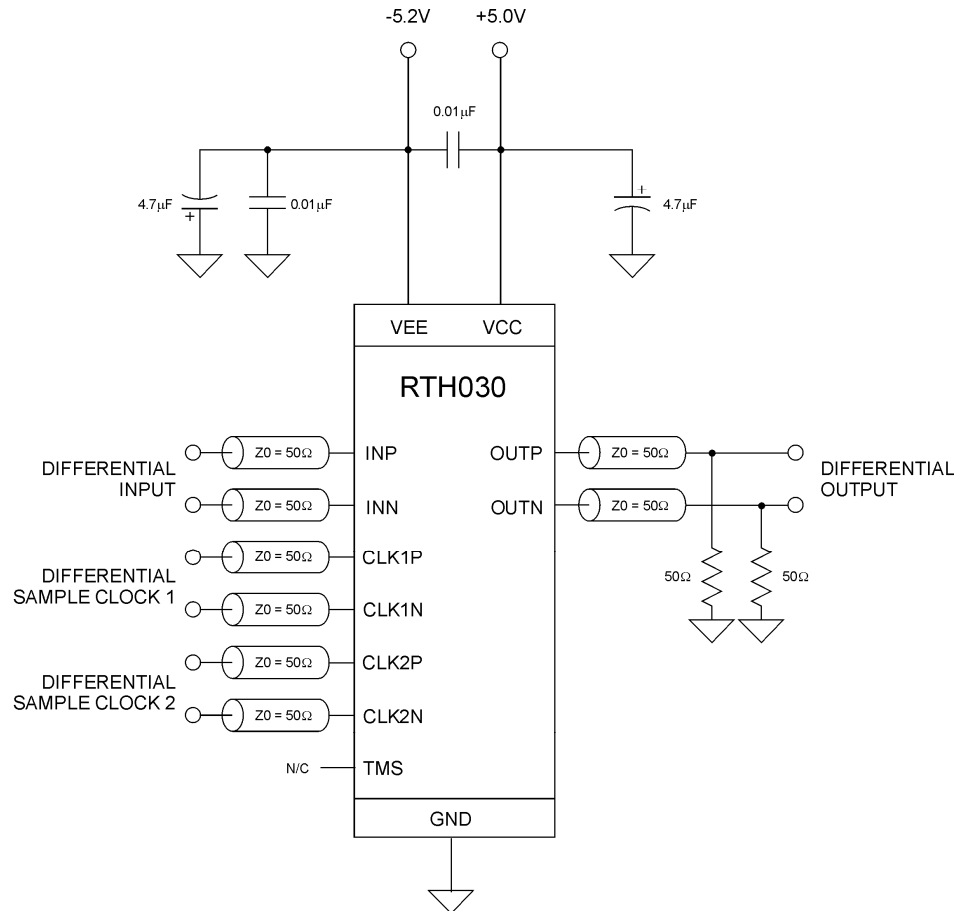 -5.2V +5.0V
0.01μF
4.7μF + 0.01μF + 4.7μF
VEE VCC
RTH030
Z0 = 50Ω INP OUTP Z0 = 50Ω
DIFFERENTIAL
INPUT
DIFFERENTIAL
OUTPUT
Z0 = 50Ω INN OUTN Z0 = 50Ω
Z0 = 50Ω CLK1P
DIFFERENTIAL
SAMPLE CLOCK 1
50Ω 50Ω
Z0 = 50Ω CLK1N
Z0 = 50Ω CLK2P
DIFFERENTIAL
SAMPLE CLOCK 2
Z0 = 50Ω CLK2N
N/C TMS
GND